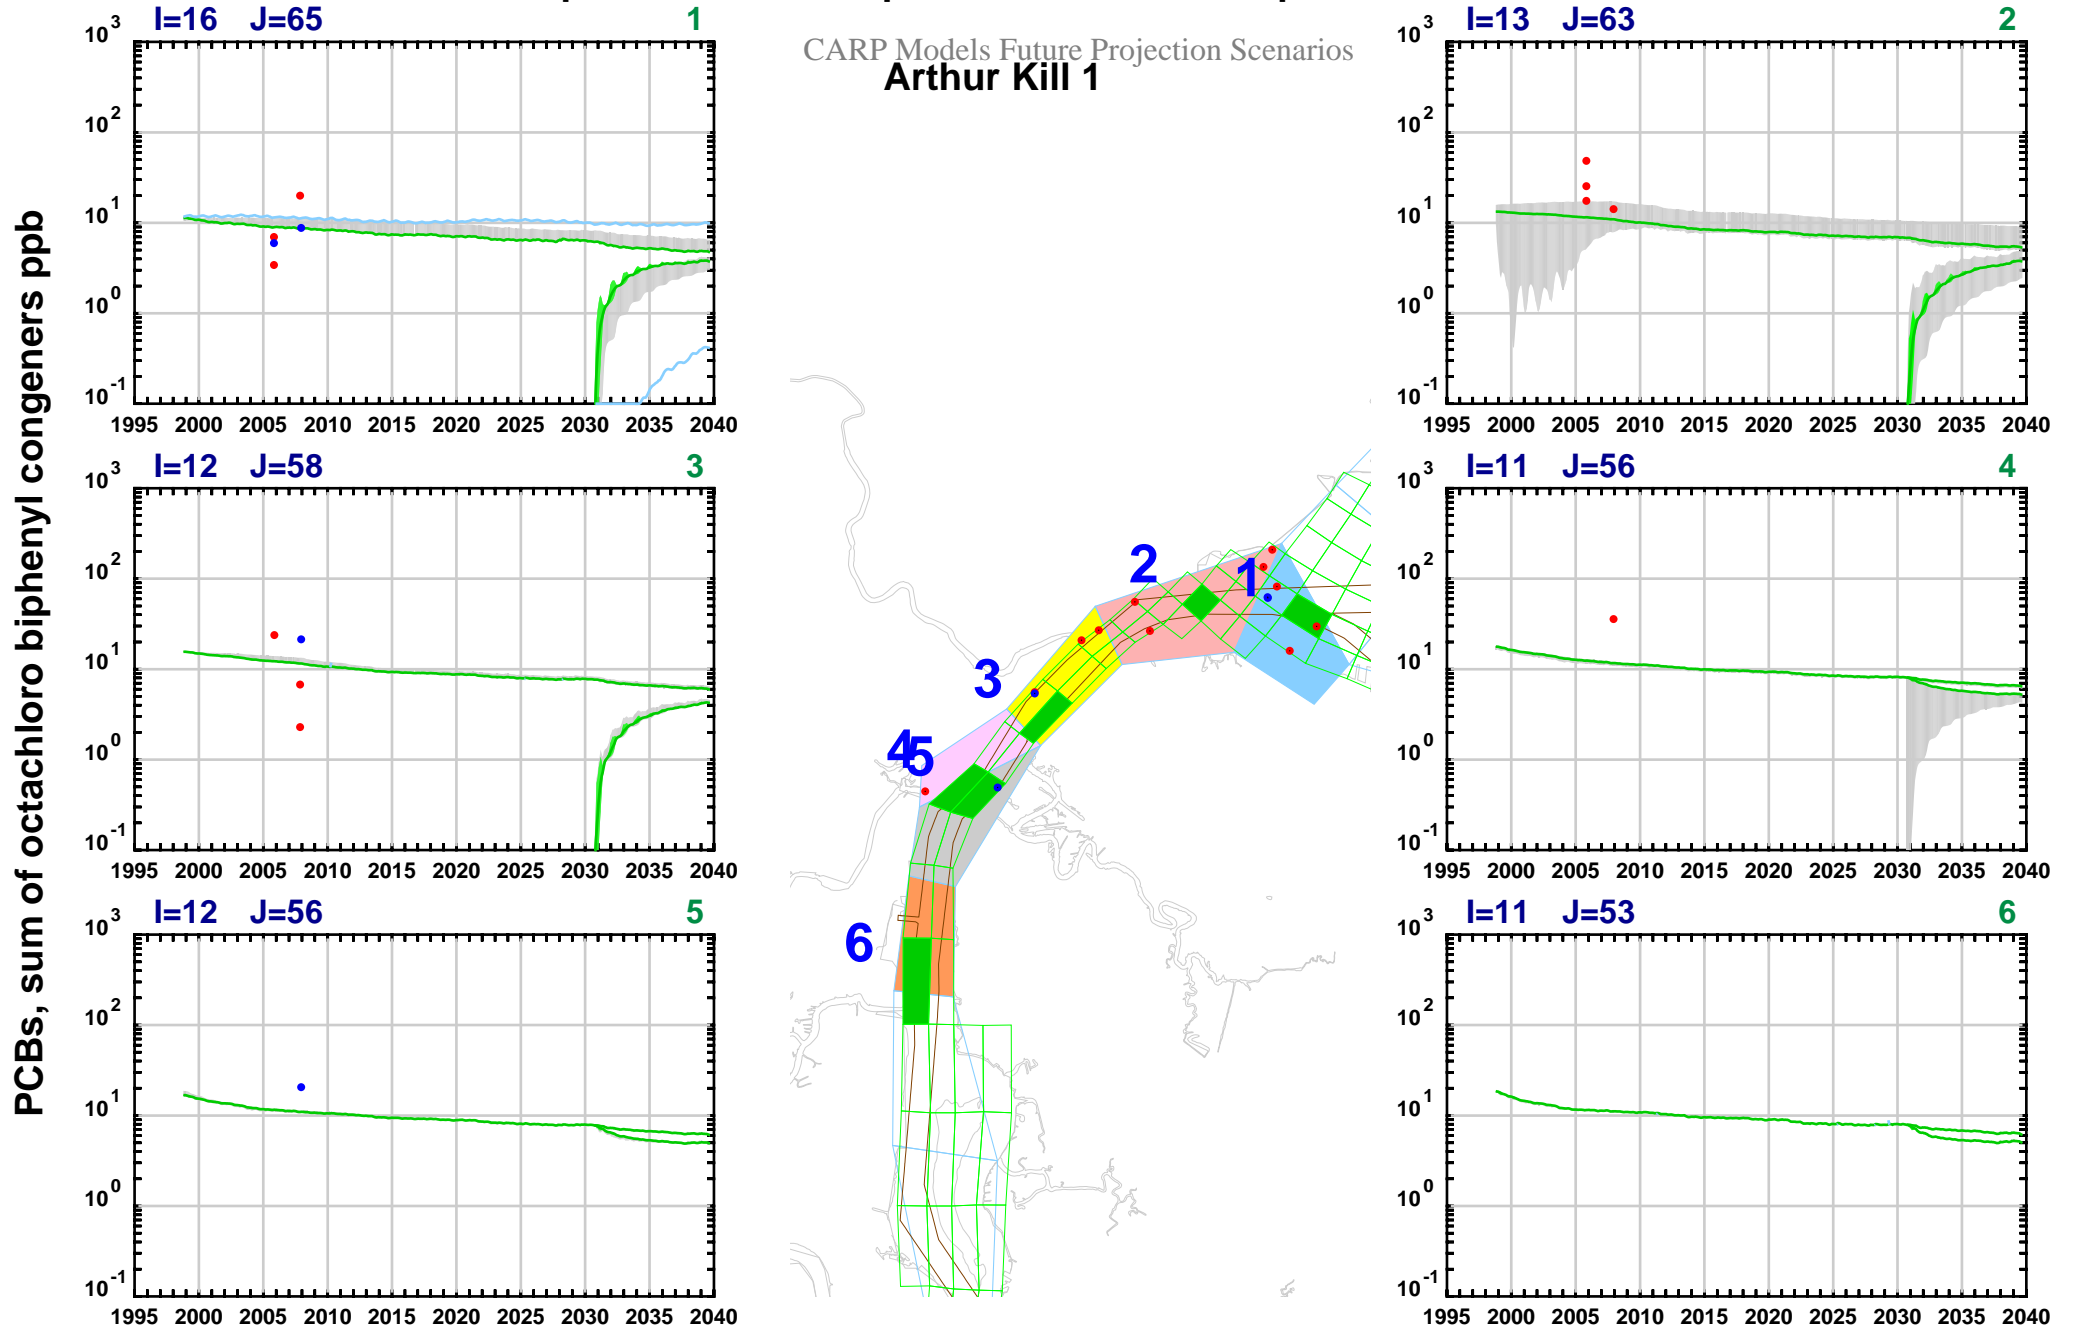 CARP Models Future Projection Scenarios
Arthur Kill 1
PCBs, sum of octachloro biphenyl congeners ppb
I=16 J=65 1
10^3
10^2
10^1
10^0
10^-1
1995 2000 2005 2010 2015 2020 2025 2030 2035 2040
I=13 J=63 2
10^3
10^2
10^1
10^0
10^-1
1995 2000 2005 2010 2015 2020 2025 2030 2035 2040
I=12 J=58 3
10^3
10^2
10^1
10^0
10^-1
1995 2000 2005 2010 2015 2020 2025 2030 2035 2040
I=11 J=56 4
10^3
10^2
10^1
10^0
10^-1
1995 2000 2005 2010 2015 2020 2025 2030 2035 2040
I=12 J=56 5
10^3
10^2
10^1
10^0
10^-1
1995 2000 2005 2010 2015 2020 2025 2030 2035 2040
I=11 J=53 6
10^3
10^2
10^1
10^0
10^-1
1995 2000 2005 2010 2015 2020 2025 2030 2035 2040
2
1
3
4
5
6